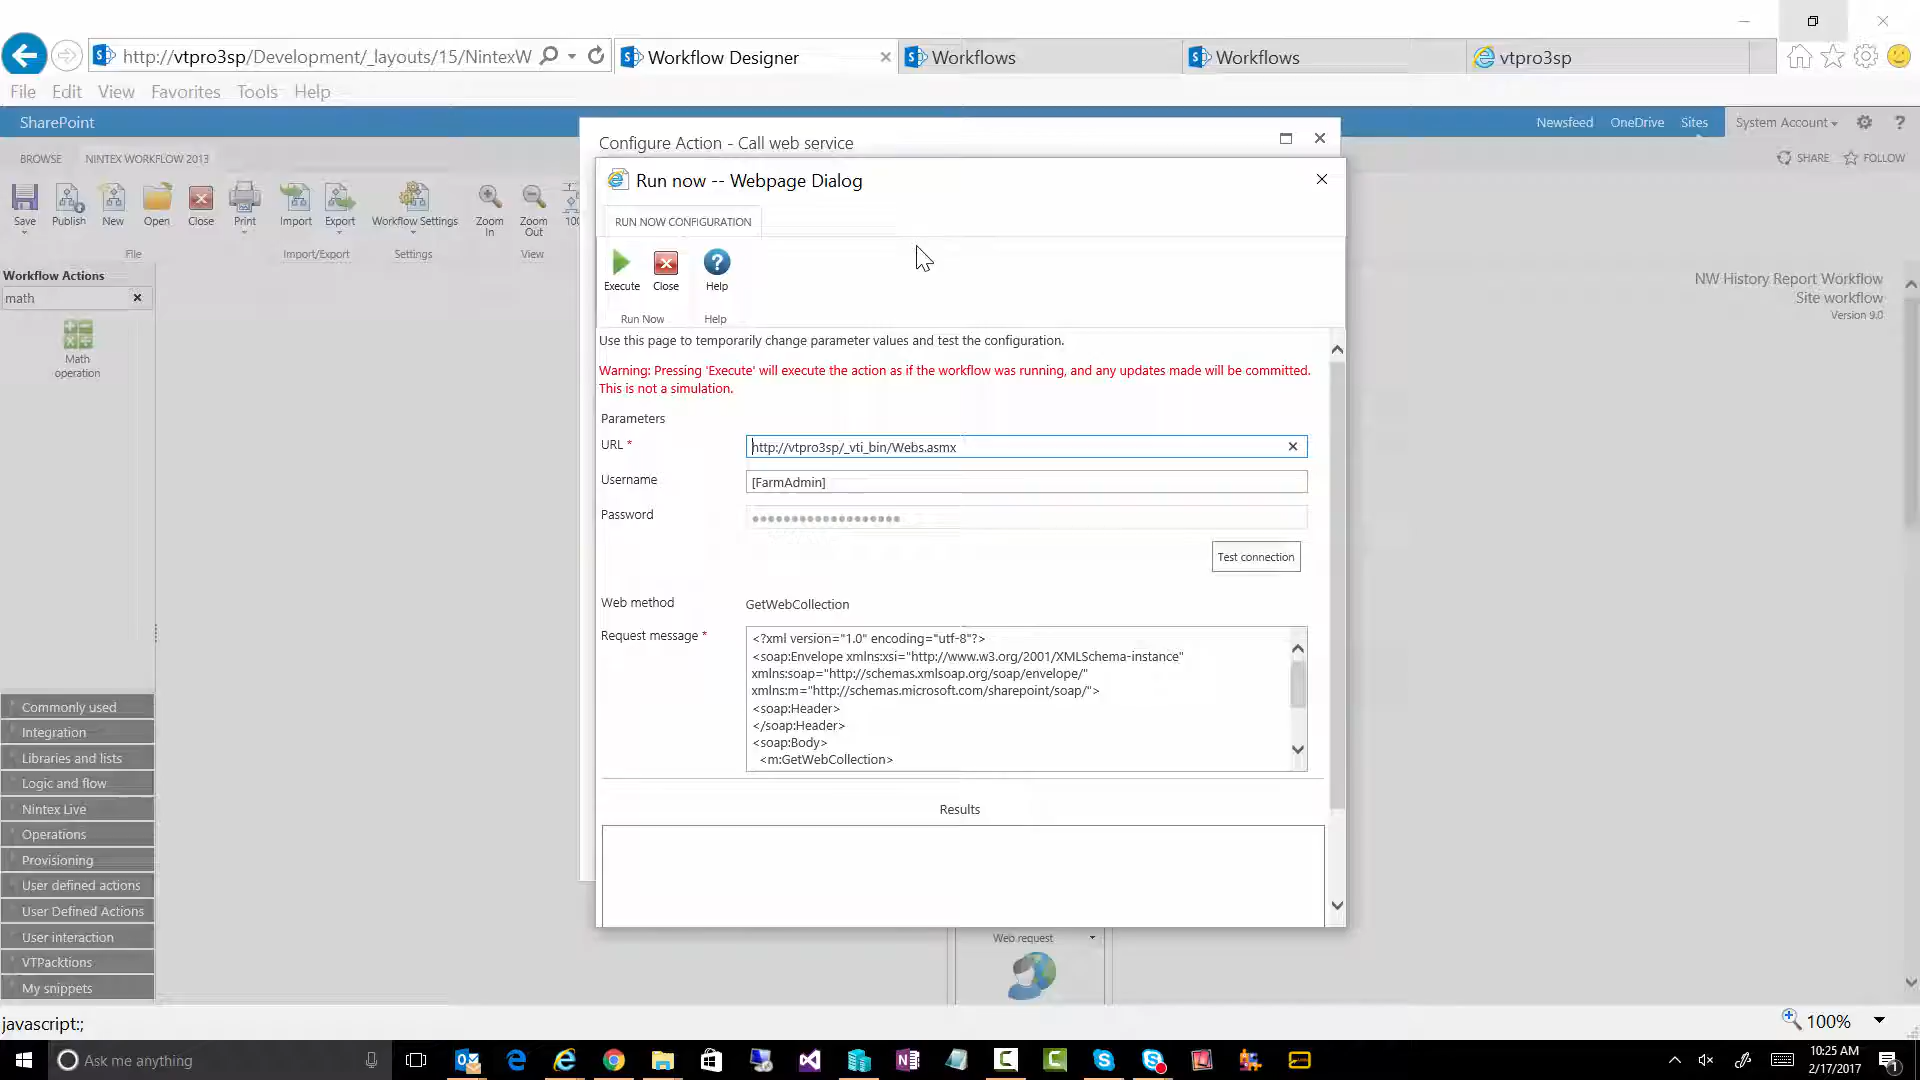 http://vtpro3sp/Development/_layouts/15/NintexW
Workflow Designer
Workflows
Workflows
vtpro3sp
File Edit View Favorites Tools Help
SharePoint
Newsfeed OneDrive Sites
System Account
BROWSE NINTEX WORKFLOW 2013
SHARE FOLLOW
Save Publish New Open Close Print Import Export Workflow Settings Zoom In Zoom Out 100
File Import/Export Settings View
Workflow Actions
math
Math operation
NW History Report Workflow
Site workflow
Version 9.0
Commonly used
Integration
Libraries and lists
Logic and flow
Nintex Live
Operations
Provisioning
User defined actions
User Defined Actions
User interaction
VTPacktions
My snippets
Configure Action - Call web service
Run now -- Webpage Dialog
RUN NOW CONFIGURATION
Execute Close Help
Run Now Help
Use this page to temporarily change parameter values and test the configuration.
Warning: Pressing 'Execute' will execute the action as if the workflow was running, and any updates made will be committed.
This is not a simulation.
Parameters
URL *
http://vtpro3sp/_vti_bin/Webs.asmx
Username
[FarmAdmin]
Password
Test connection
Web method
GetWebCollection
Request message *
<?xml version="1.0" encoding="utf-8"?>
<soap:Envelope xmlns:xsi="http://www.w3.org/2001/XMLSchema-instance"
xmlns:soap="http://schemas.xmlsoap.org/soap/envelope/"
xmlns:m="http://schemas.microsoft.com/sharepoint/soap/">
<soap:Header>
</soap:Header>
<soap:Body>
<m:GetWebCollection>
Results
Web request
javascript:;
100%
Ask me anything
10:25 AM
2/17/2017
1